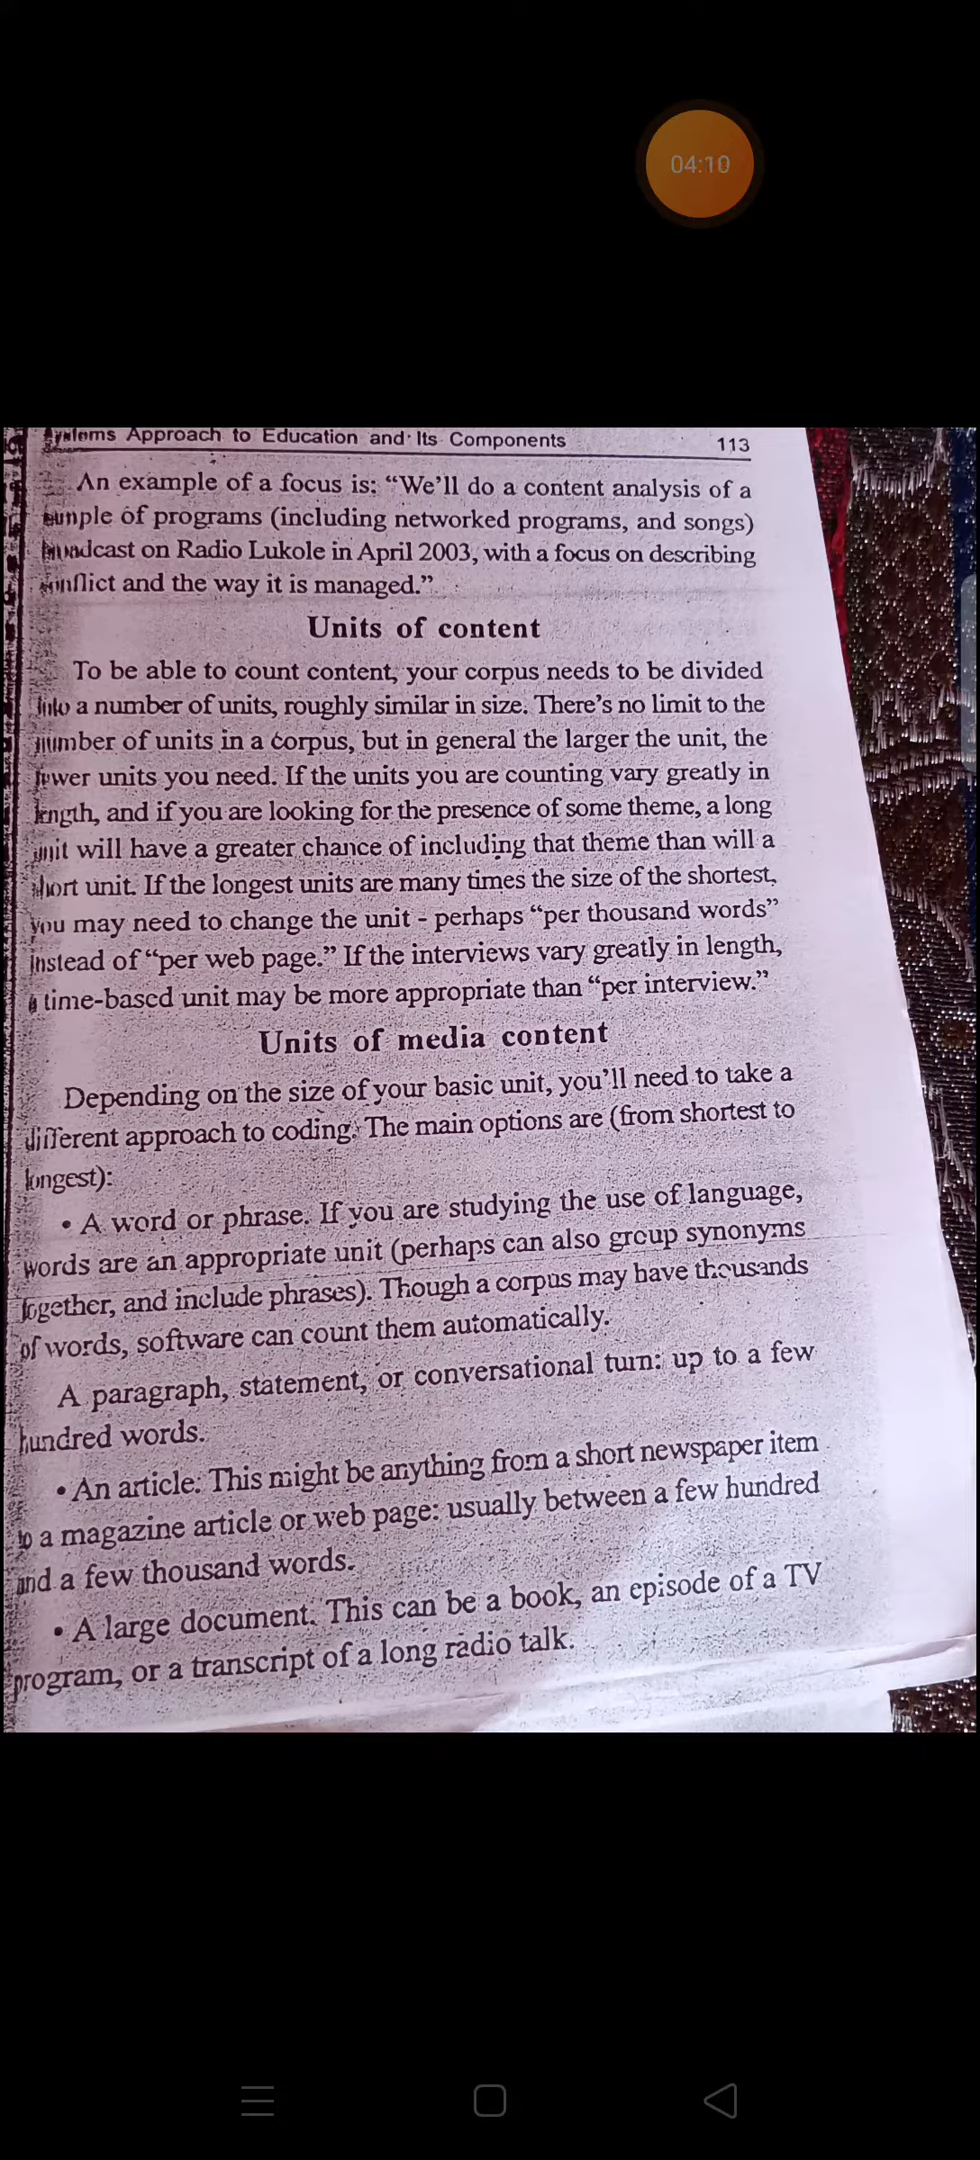 04:10
Systems Approach to Education and Its Components 113
An example of a focus is: “We’ll do a content analysis of a
sample of programs (including networked programs, and songs)
broadcast on Radio Lukole in April 2003, with a focus on describing
conflict and the way it is managed.”
Units of content
To be able to count content, your corpus needs to be divided
into a number of units, roughly similar in size. There’s no limit to the
number of units in a corpus, but in general the larger the unit, the
fewer units you need. If the units you are counting vary greatly in
length, and if you are looking for the presence of some theme, a long
unit will have a greater chance of including that theme than will a
short unit. If the longest units are many times the size of the shortest,
you may need to change the unit - perhaps “per thousand words”
instead of “per web page.” If the interviews vary greatly in length,
a time-based unit may be more appropriate than “per interview.”
Units of media content
Depending on the size of your basic unit, you’ll need to take a
different approach to coding. The main options are (from shortest to
longest):
• A word or phrase. If you are studying the use of language,
words are an appropriate unit (perhaps can also group synonyms
together, and include phrases). Though a corpus may have thousands
of words, software can count them automatically.
A paragraph, statement, or conversational turn: up to a few
hundred words.
• An article: This might be anything from a short newspaper item
to a magazine article or web page: usually between a few hundred
and a few thousand words.
• A large document. This can be a book, an episode of a TV
program, or a transcript of a long radio talk.